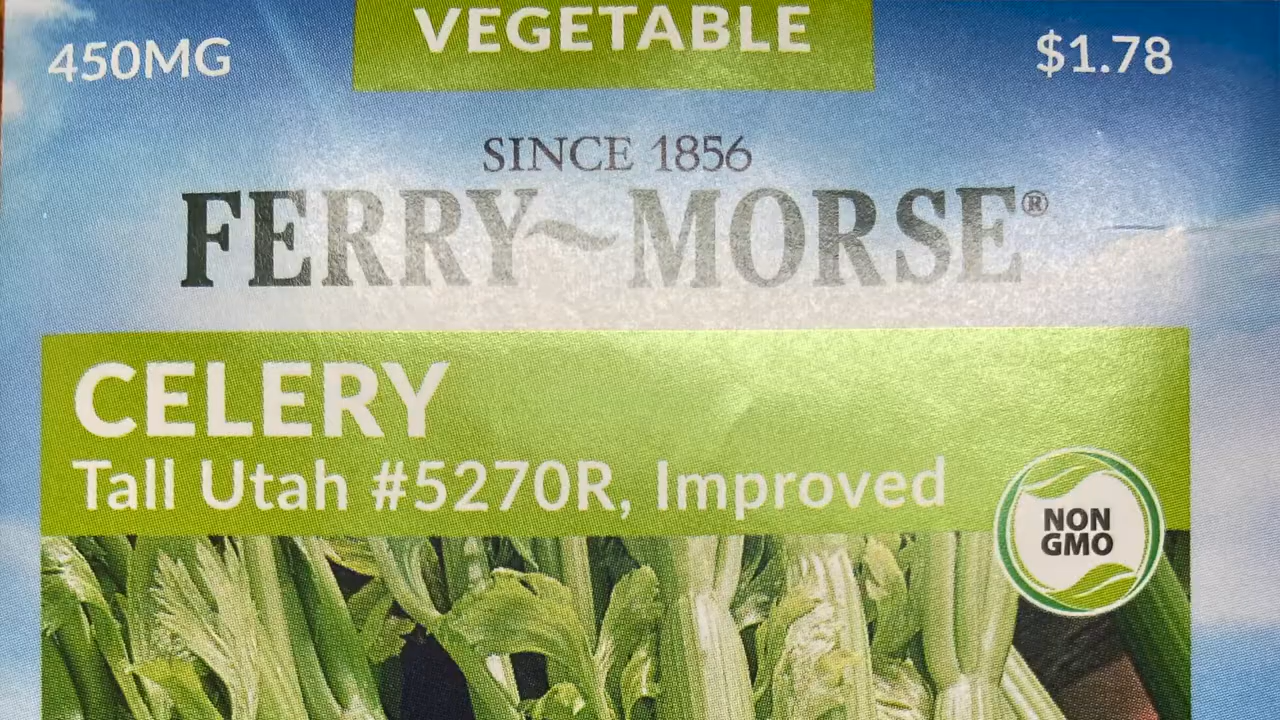 VEGETABLE
450MG
$1.78
SINCE 1856
FERRY~MORSE®
CELERY
Tall Utah #5270R, Improved
NON
GMO